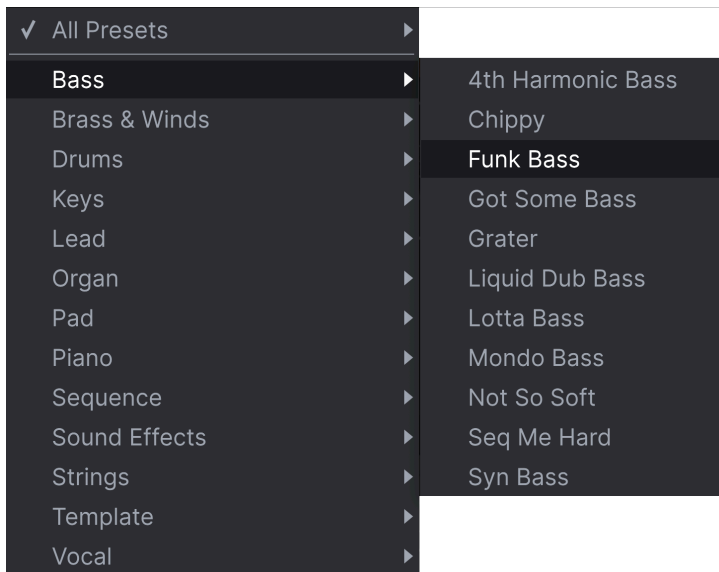 All Presets
Bass
Brass & Winds
Drums
Keys
Lead
Organ
Pad
Piano
Sequence
Sound Effects
Strings
Template
Vocal
4th Harmonic Bass
Chippy
Funk Bass
Got Some Bass
Grater
Liquid Dub Bass
Lotta Bass
Mondo Bass
Not So Soft
Seq Me Hard
Syn Bass